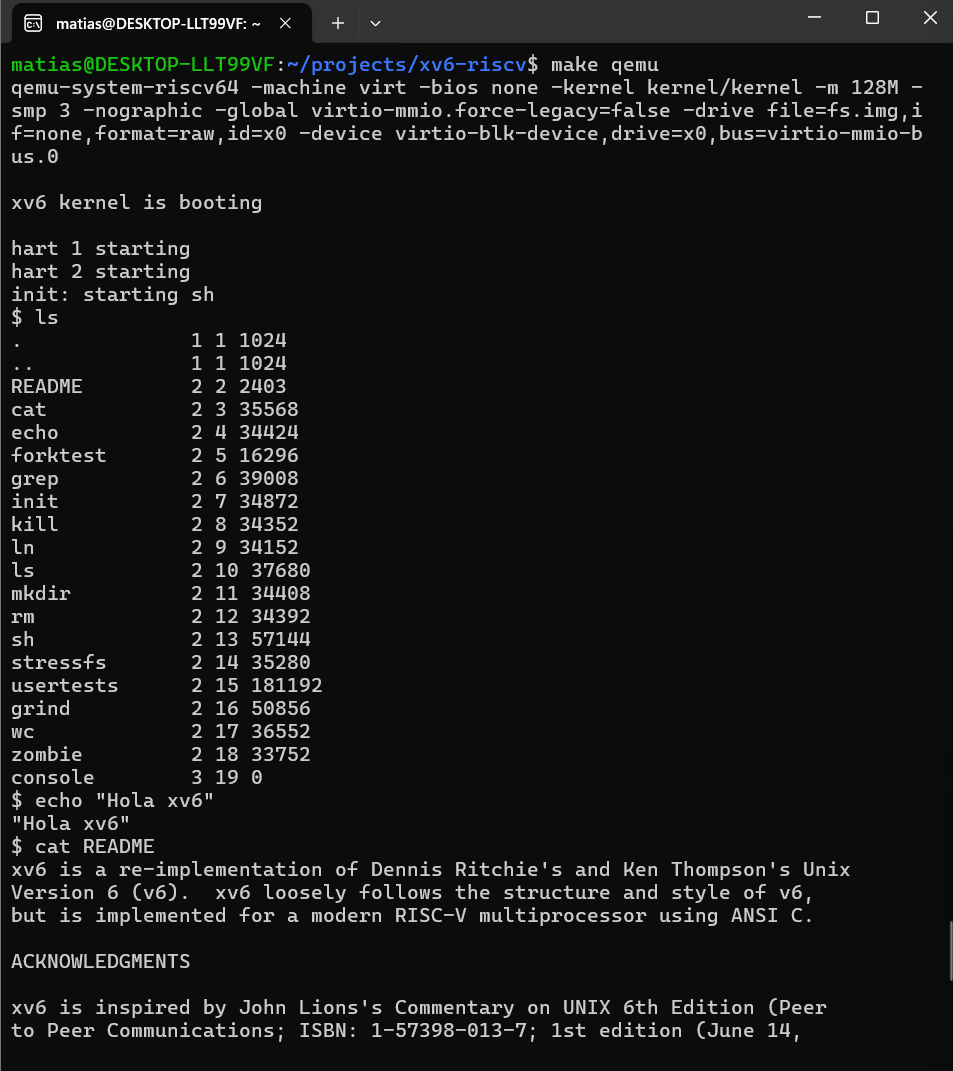 matias@DESKTOP-LLT99VF: ~
matias@DESKTOP-LLT99VF:~/projects/xv6-riscv$ make qemu
qemu-system-riscv64 -machine virt -bios none -kernel kernel/kernel -m 128M -
smp 3 -nographic -global virtio-mmio.force-legacy=false -drive file=fs.img,i
f=none,format=raw,id=x0 -device virtio-blk-device,drive=x0,bus=virtio-mmio-b
us.0

xv6 kernel is booting

hart 1 starting
hart 2 starting
init: starting sh
$ ls
.              1 1 1024
..             1 1 1024
README         2 2 2403
cat            2 3 35568
echo           2 4 34424
forktest       2 5 16296
grep           2 6 39008
init           2 7 34872
kill           2 8 34352
ln             2 9 34152
ls             2 10 37680
mkdir          2 11 34408
rm             2 12 34392
sh             2 13 57144
stressfs       2 14 35280
usertests      2 15 181192
grind          2 16 50856
wc             2 17 36552
zombie         2 18 33752
console        3 19 0
$ echo "Hola xv6"
"Hola xv6"
$ cat README
xv6 is a re-implementation of Dennis Ritchie's and Ken Thompson's Unix
Version 6 (v6).  xv6 loosely follows the structure and style of v6,
but is implemented for a modern RISC-V multiprocessor using ANSI C.

ACKNOWLEDGMENTS

xv6 is inspired by John Lions's Commentary on UNIX 6th Edition (Peer
to Peer Communications; ISBN: 1-57398-013-7; 1st edition (June 14,